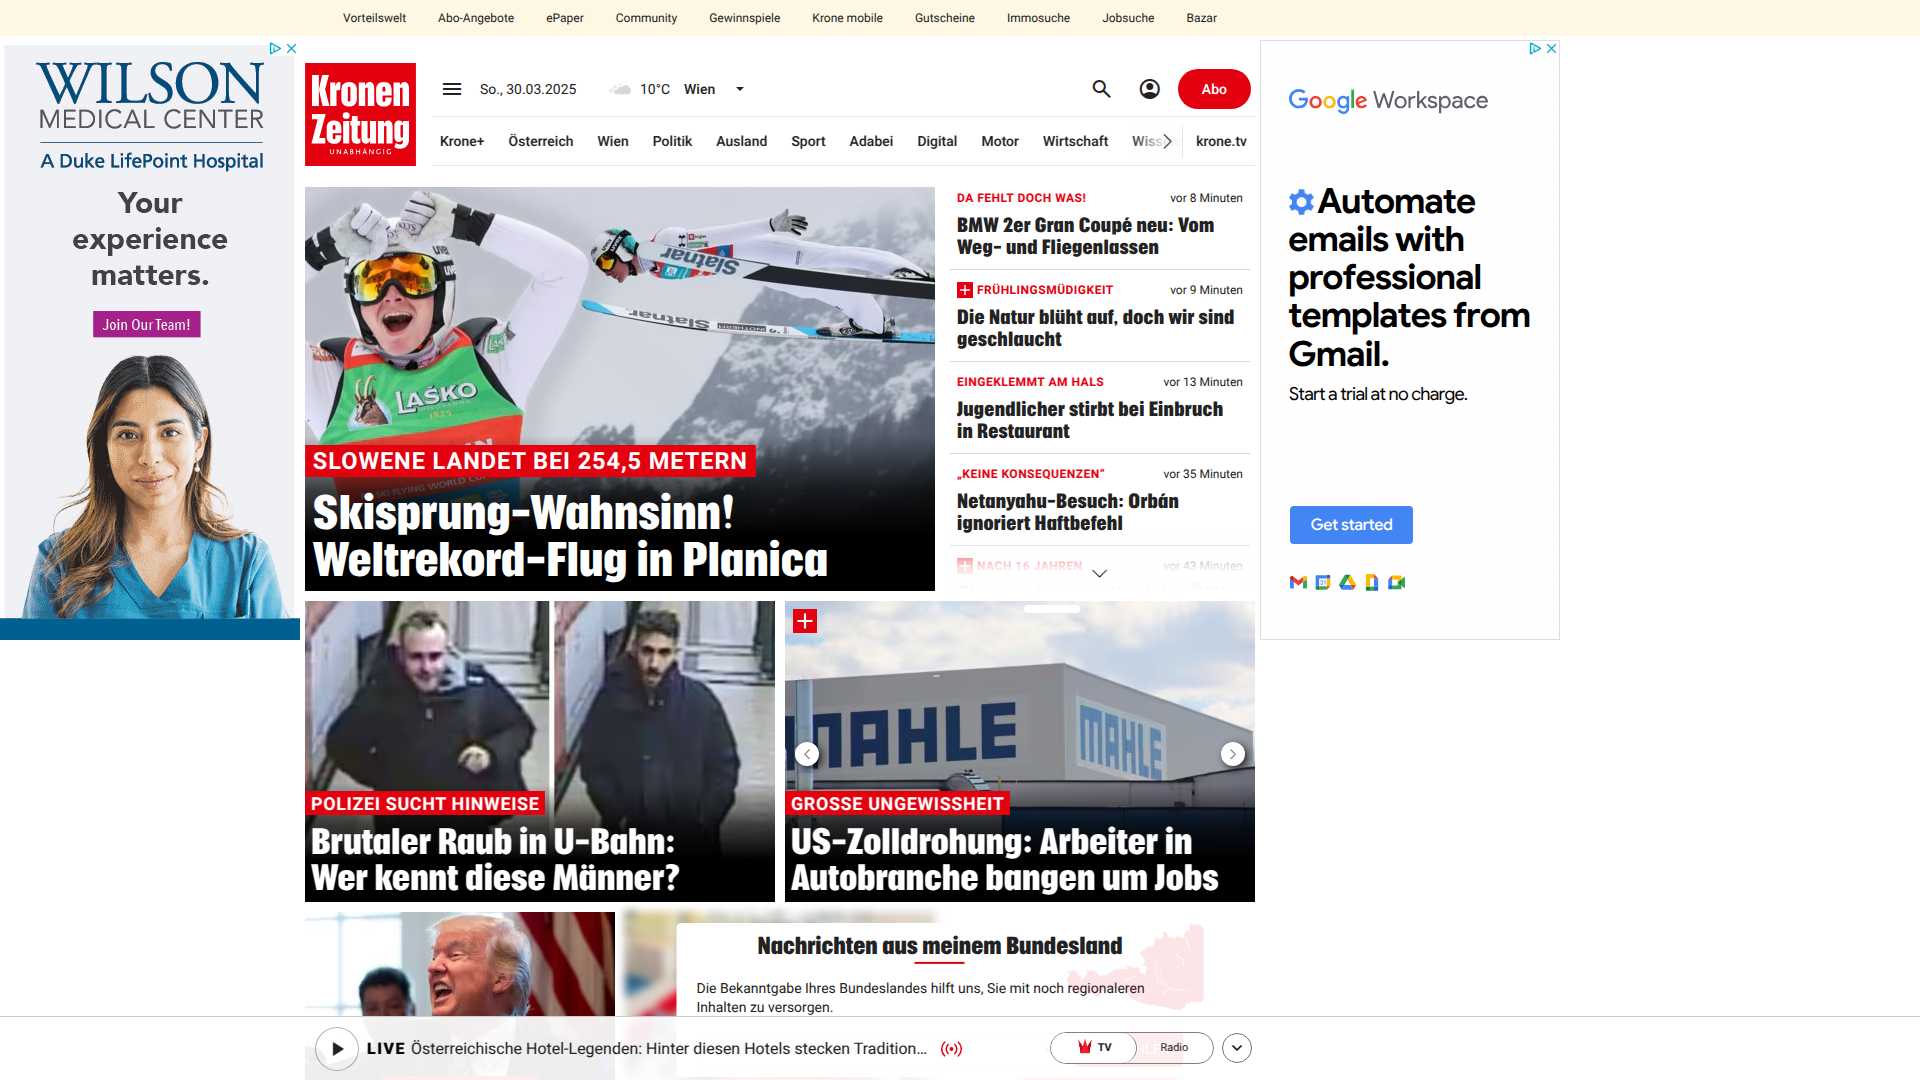 Vorteilswelt Abo-Angebote ePaper Community Gewinnspiele Krone mobile Gutscheine Immosuche Jobsuche Bazar
WILSON
MEDICAL CENTER
A Duke LifePoint Hospital
Your
experience
matters.
Join Our Team!
Kronen
Zeitung
UNABHÄNGIG
So., 30.03.2025 10°C Wien
Abo
Krone+ Österreich Wien Politik Ausland Sport Adabei Digital Motor Wirtschaft Wiss krone.tv
LAŠKO
SLOWENE LANDET BEI 254,5 METERN
Skisprung-Wahnsinn!
Weltrekord-Flug in Planica
DA FEHLT DOCH WAS! vor 8 Minuten
BMW 2er Gran Coupé neu: Vom
Weg- und Fliegenlassen
FRÜHLINGSMÜDIGKEIT vor 9 Minuten
Die Natur blüht auf, doch wir sind
geschlaucht
EINGEKLEMMT AM HALS vor 13 Minuten
Jugendlicher stirbt bei Einbruch
in Restaurant
„KEINE KONSEQUENZEN“ vor 35 Minuten
Netanyahu-Besuch: Orbán
ignoriert Haftbefehl
NACH 16 JAHREN vor 43 Minuten
Google Workspace
Automate
emails with
professional
templates from
Gmail.
Start a trial at no charge.
Get started
slatnar
slatnar
POLIZEI SUCHT HINWEISE
Brutaler Raub in U-Bahn:
Wer kennt diese Männer?
MAHLE
MAHLE
GROSSE UNGEWISSHEIT
US-Zolldrohung: Arbeiter in
Autobranche bangen um Jobs
Nachrichten aus meinem Bundesland
Die Bekanntgabe Ihres Bundeslandes hilft uns, Sie mit noch regionaleren
Inhalten zu versorgen.
LIVE Österreichische Hotel-Legenden: Hinter diesen Hotels stecken Tradition...
TV Radio